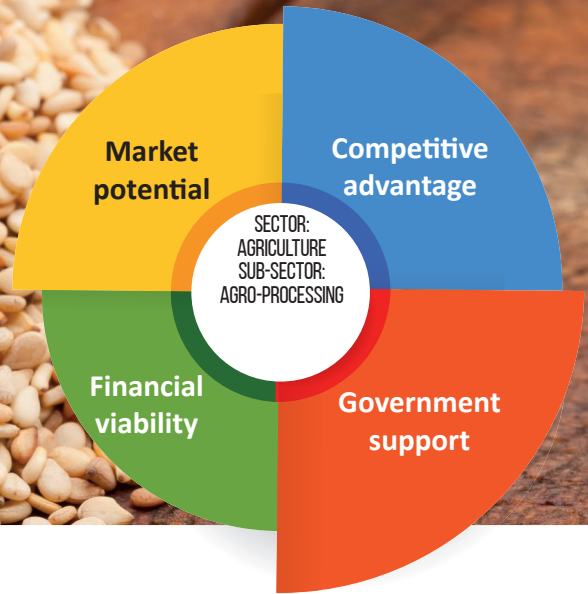 Market
potential
Competitive
advantage
SECTOR:
AGRICULTURE
SUB-SECTOR:
AGRO-PROCESSING
Financial
viability
Government
support